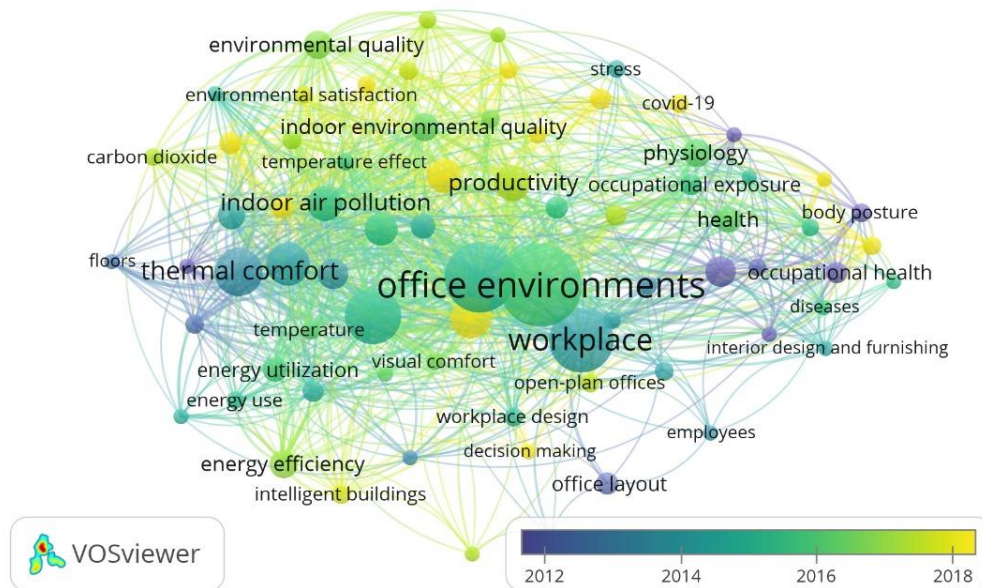 environmental quality
stress
environmental satisfaction
covid-19
indoor environmental quality
carbon dioxide
temperature effect
physiology
productivity
occupational exposure
indoor air pollution
health
body posture
floors
thermal comfort
office environments
occupational health
diseases
temperature
workplace
interior design and furnishing
visual comfort
energy utilization
open-plan offices
energy use
workplace design
employees
decision making
energy efficiency
office layout
intelligent buildings
VOSviewer
2012 2014 2016 2018